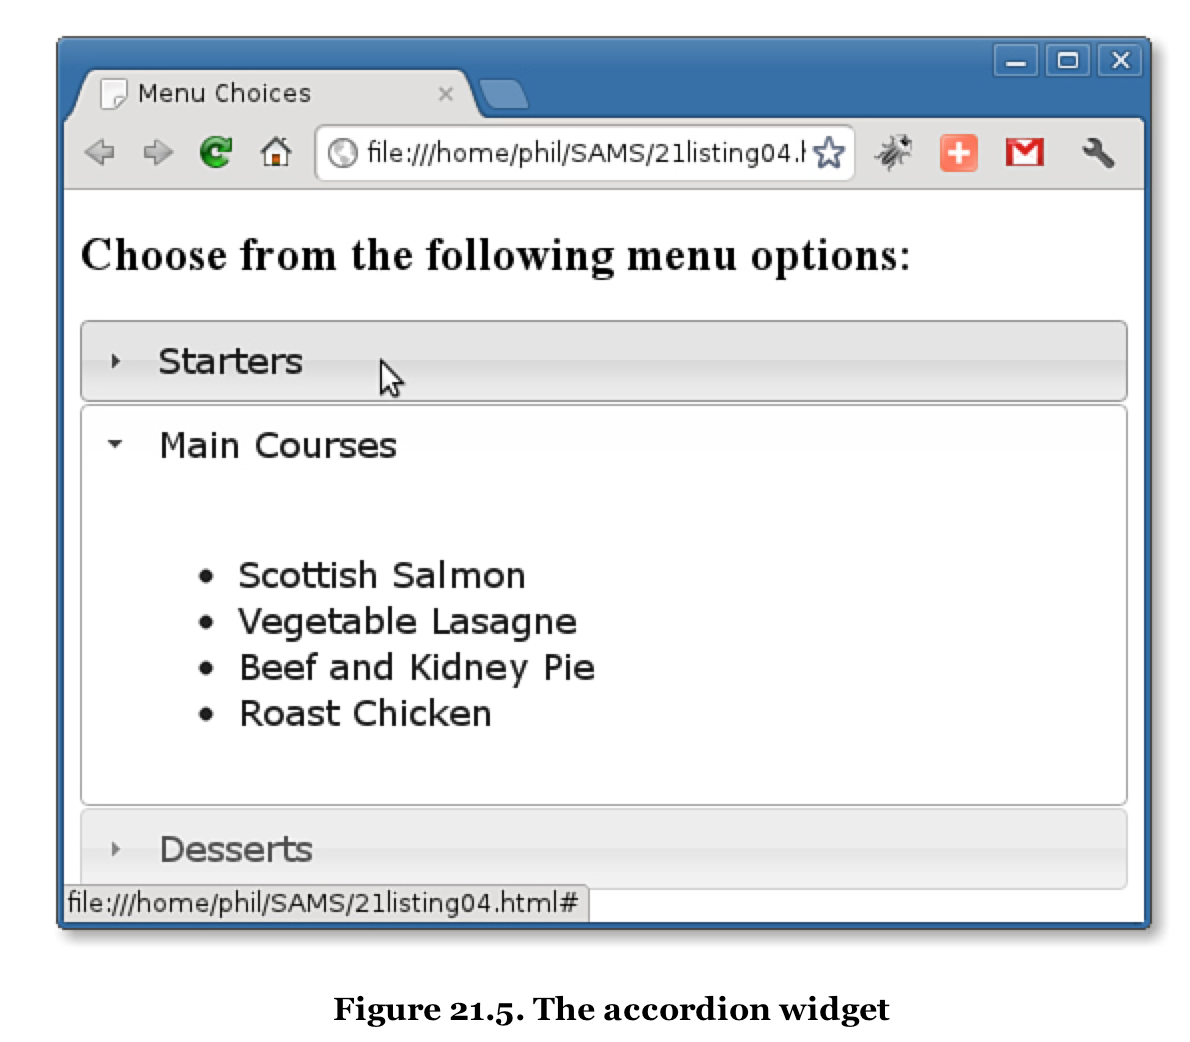 Menu Choices
file:///home/phil/SAMS/21listing04.h
Choose from the following menu options:
Starters
Main Courses
• Scottish Salmon
• Vegetable Lasagne
• Beef and Kidney Pie
• Roast Chicken
Desserts
file:///home/phil/SAMS/21listing04.html#
Figure 21.5. The accordion widget